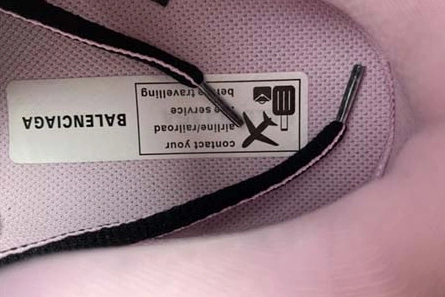 BALENCIAGA
contact your
airline/railroad
service
before travelling